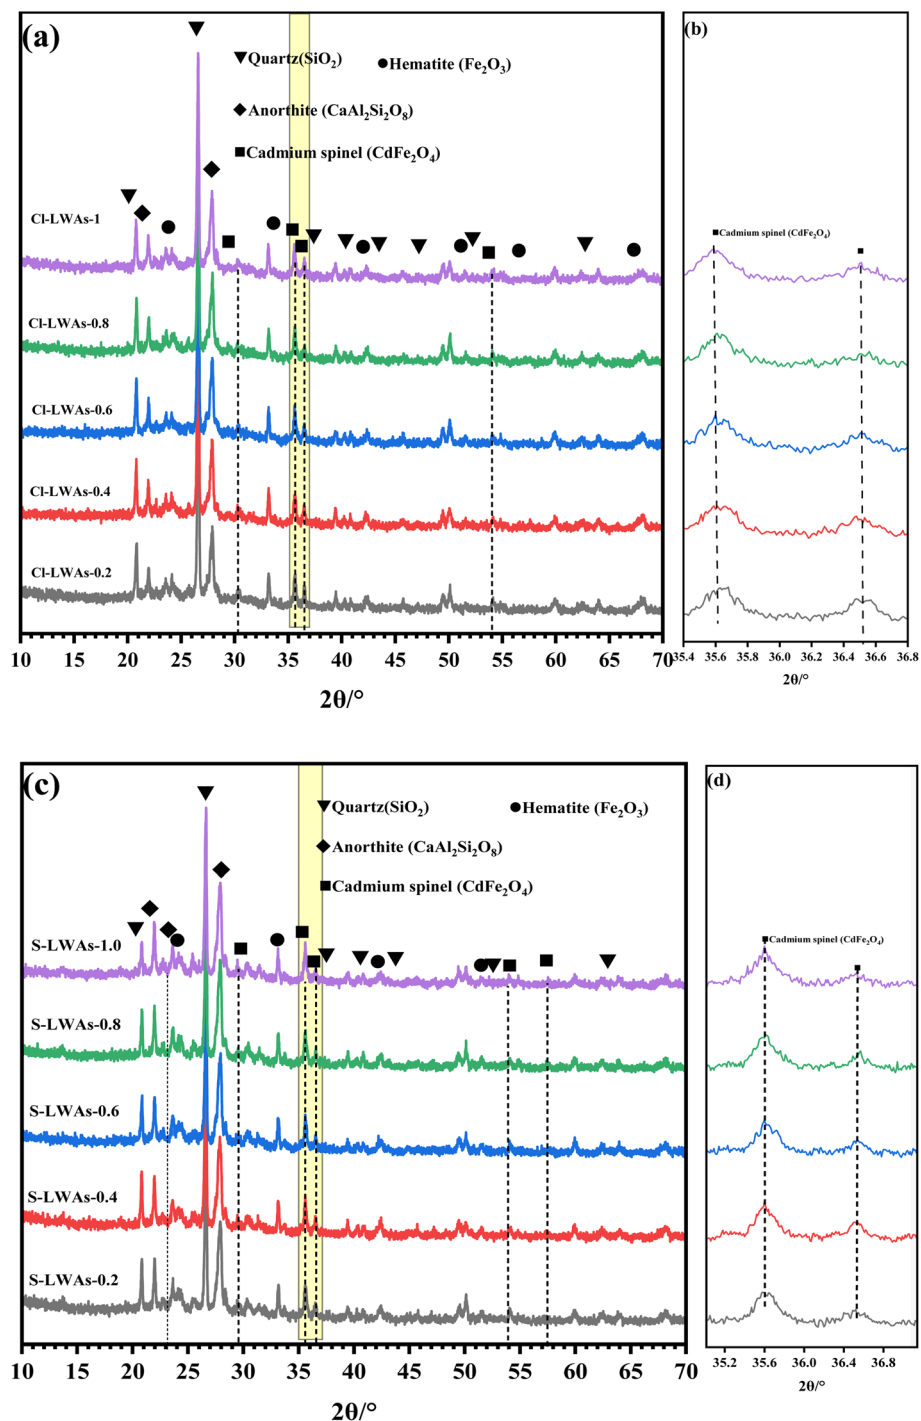 (a)
Quartz(SiO₂)
Hematite (Fe₂O₃)
Anorthite (CaAl₂Si₂O₈)
Cadmium spinel (CdFe₂O₄)
Cl-LWAs-1
Cl-LWAs-0.8
Cl-LWAs-0.6
Cl-LWAs-0.4
Cl-LWAs-0.2
10 15 20 25 30 35 40 45 50 55 60 65 70
2θ/°
(b)
Cadmium spinel (CdFe₂O₄)
35.4 35.6 35.8 36.0 36.2 36.4 36.6 36.8
2θ/°
(c)
Quartz(SiO₂)
Hematite (Fe₂O₃)
Anorthite (CaAl₂Si₂O₈)
Cadmium spinel (CdFe₂O₄)
S-LWAs-1.0
S-LWAs-0.8
S-LWAs-0.6
S-LWAs-0.4
S-LWAs-0.2
10 15 20 25 30 35 40 45 50 55 60 65 70
2θ/°
(d)
Cadmium spinel (CdFe₂O₄)
35.2 35.6 36.0 36.4 36.8
2θ/°